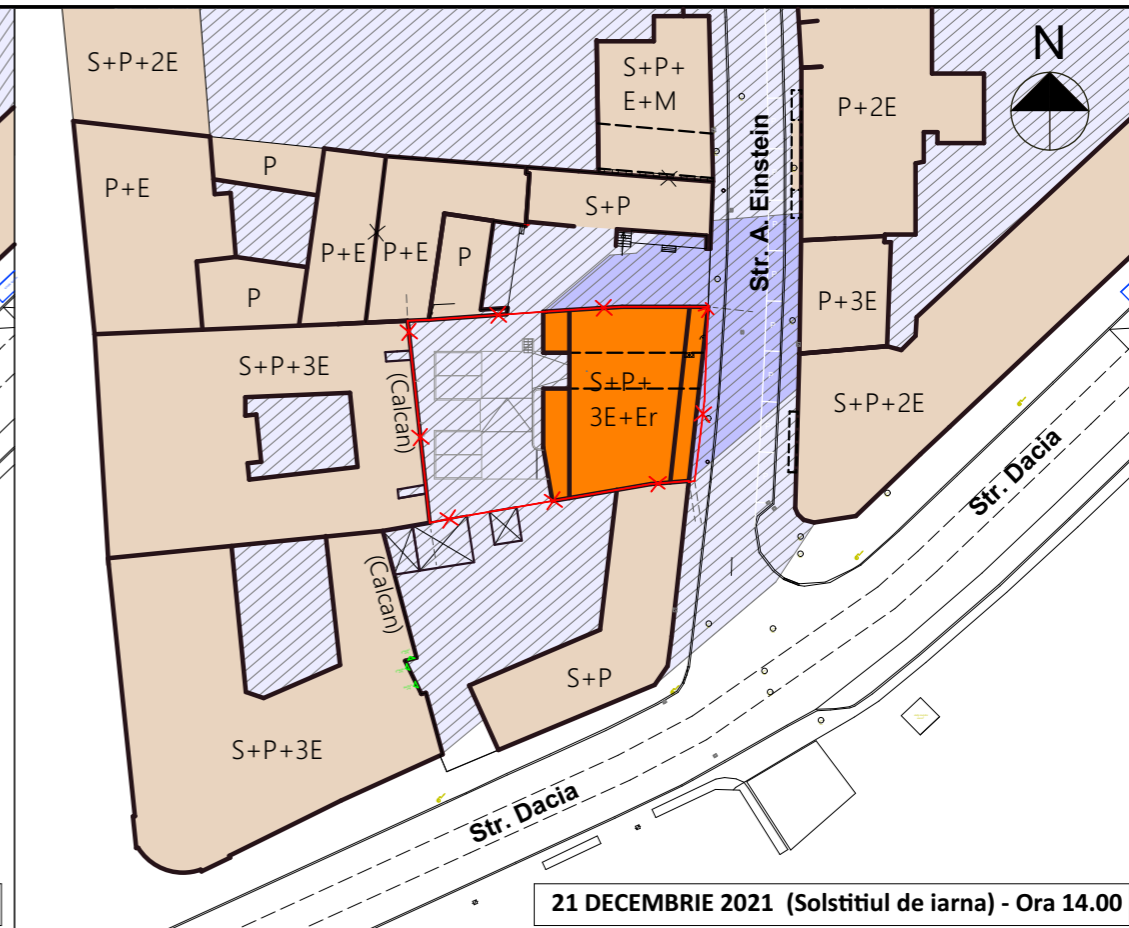 S+P+2E
S+P+
E+M
N
P+2E
Str. A. Einstein
P+E
P
S+P
P+E
P+E
P
P
P+3E
S+P+3E
(Calcan)
S+P+
3E+Er
S+P+2E
Str. Dacia
(Calcan)
S+P
S+P+3E
Str. Dacia
21 DECEMBRIE 2021 (Solstitiul de iarna) - Ora 14.00